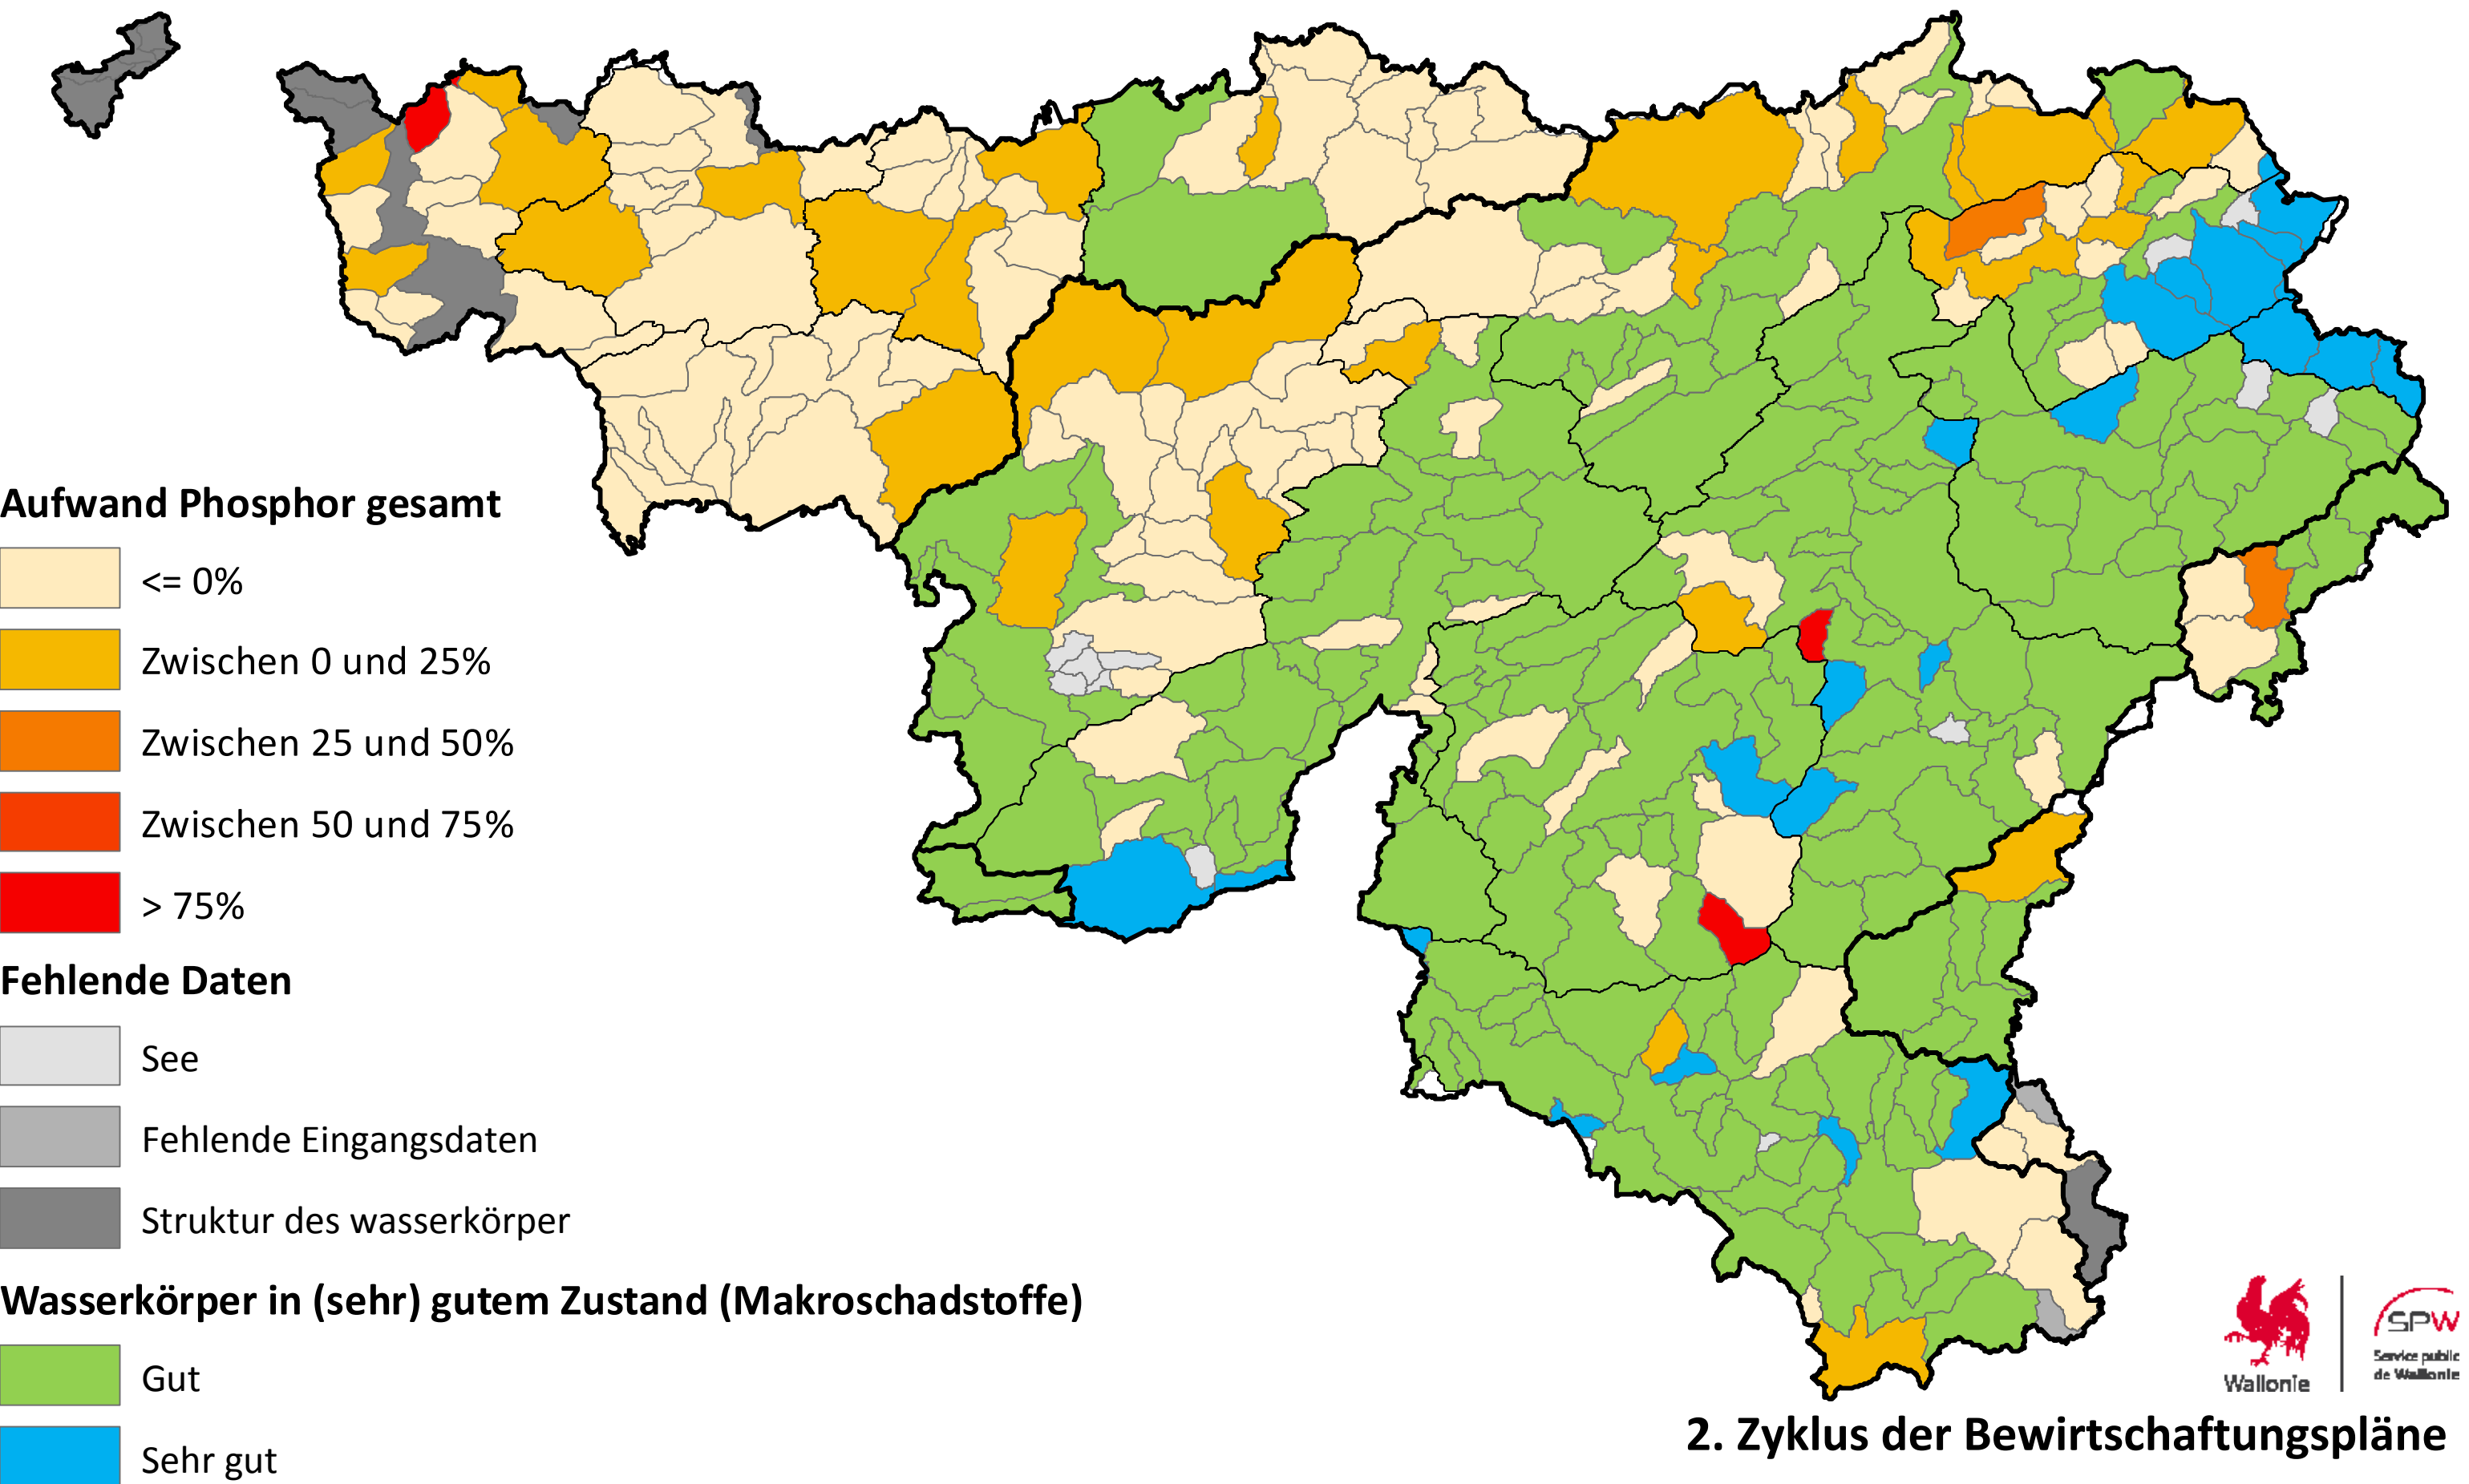 Aufwand Phosphor gesamt
<= 0%
Zwischen 0 und 25%
Zwischen 25 und 50%
Zwischen 50 und 75%
> 75%
Fehlende Daten
See
Fehlende Eingangsdaten
Struktur des wasserkörper
Wasserkörper in (sehr) gutem Zustand (Makroschadstoffe)
Gut
Sehr gut
Wallonie
SPW
Service public
de Wallonie
2. Zyklus der Bewirtschaftungspläne